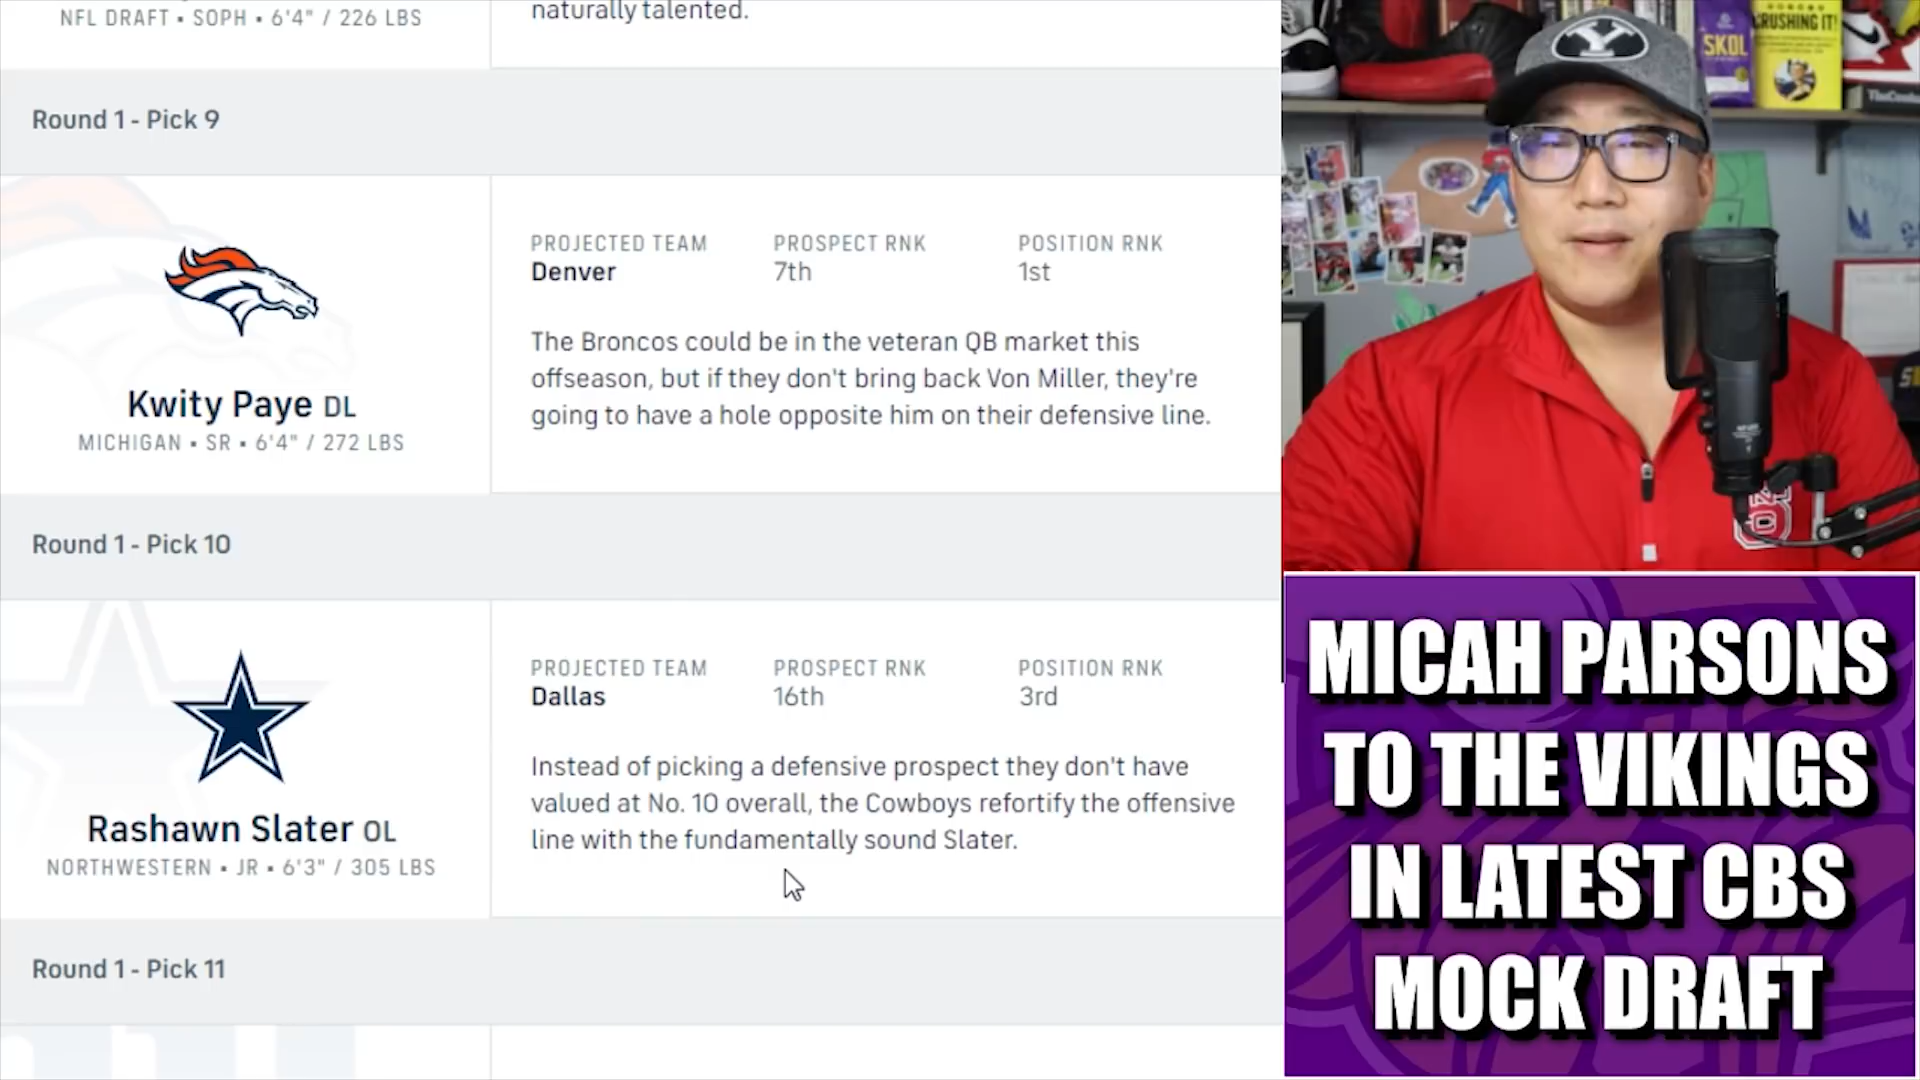 NFL DRAFT • SOPH • 6'4" / 226 LBS
naturally talented.
Round 1 - Pick 9
Kwity Paye DL
MICHIGAN • SR • 6'4" / 272 LBS
PROJECTED TEAM PROSPECT RNK POSITION RNK
Denver 7th 1st
The Broncos could be in the veteran QB market this
offseason, but if they don't bring back Von Miller, they're
going to have a hole opposite him on their defensive line.
Round 1 - Pick 10
Rashawn Slater OL
NORTHWESTERN • JR • 6'3" / 305 LBS
PROJECTED TEAM PROSPECT RNK POSITION RNK
Dallas 16th 3rd
Instead of picking a defensive prospect they don't have
valued at No. 10 overall, the Cowboys refortify the offensive
line with the fundamentally sound Slater.
Round 1 - Pick 11
SKOL
CRUSHING IT!
Y
MICAH PARSONS
TO THE VIKINGS
IN LATEST CBS
MOCK DRAFT